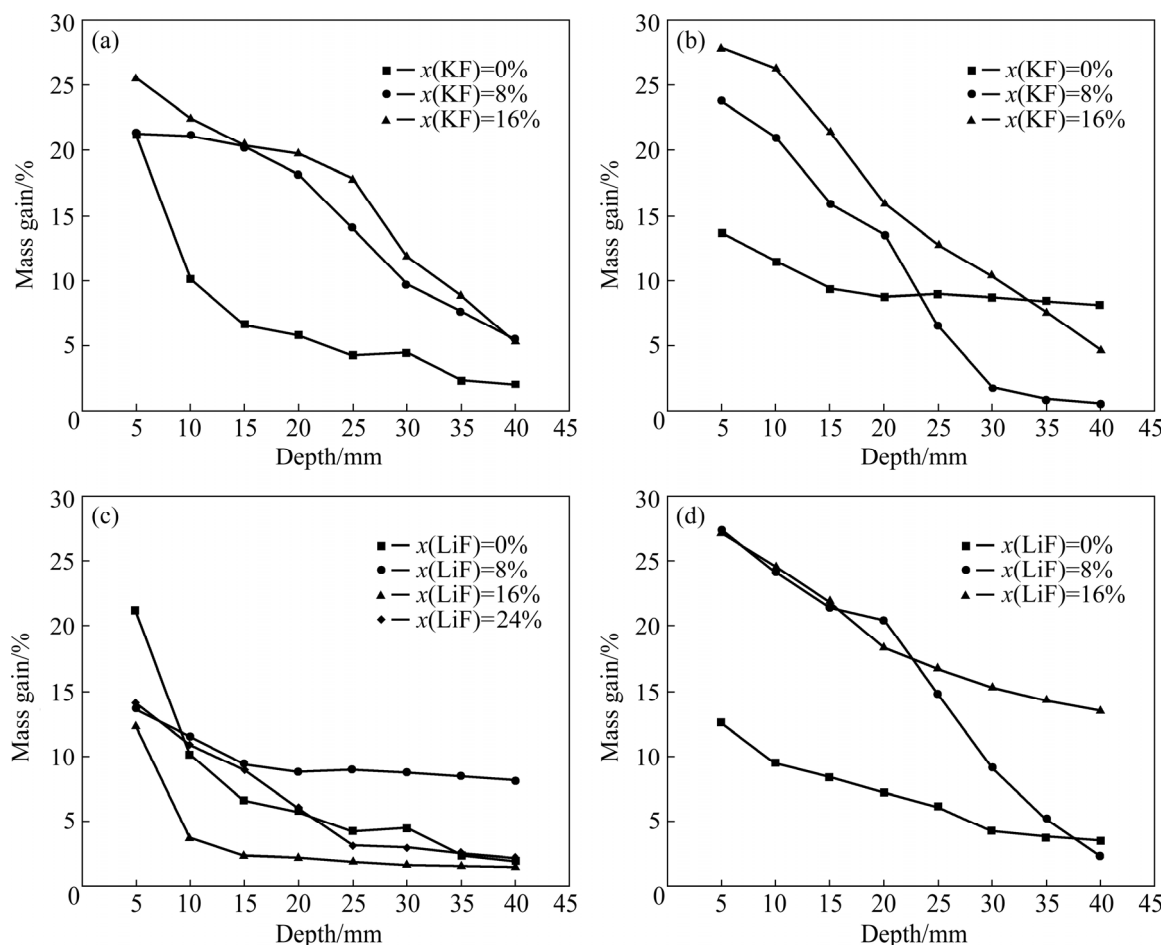 (a)
x(KF)=0%
x(KF)=8%
x(KF)=16%
30
25
20
15
10
5
0
Mass gain/%
5 10 15 20 25 30 35 40 45
Depth/mm
(b)
x(KF)=0%
x(KF)=8%
x(KF)=16%
30
25
20
15
10
5
0
Mass gain/%
5 10 15 20 25 30 35 40 45
Depth/mm
(c)
x(LiF)=0%
x(LiF)=8%
x(LiF)=16%
x(LiF)=24%
30
25
20
15
10
5
0
Mass gain/%
5 10 15 20 25 30 35 40 45
Depth/mm
(d)
x(LiF)=0%
x(LiF)=8%
x(LiF)=16%
30
25
20
15
10
5
0
Mass gain/%
5 10 15 20 25 30 35 40 45
Depth/mm